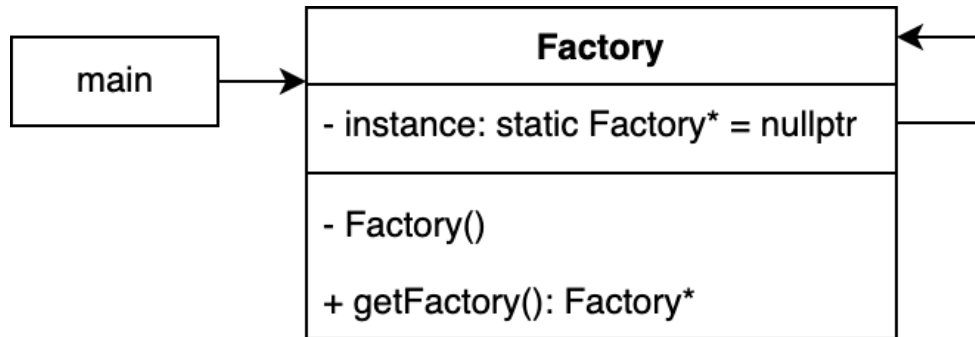 main
Factory
- instance: static Factory* = nullptr
- Factory()
+ getFactory(): Factory*